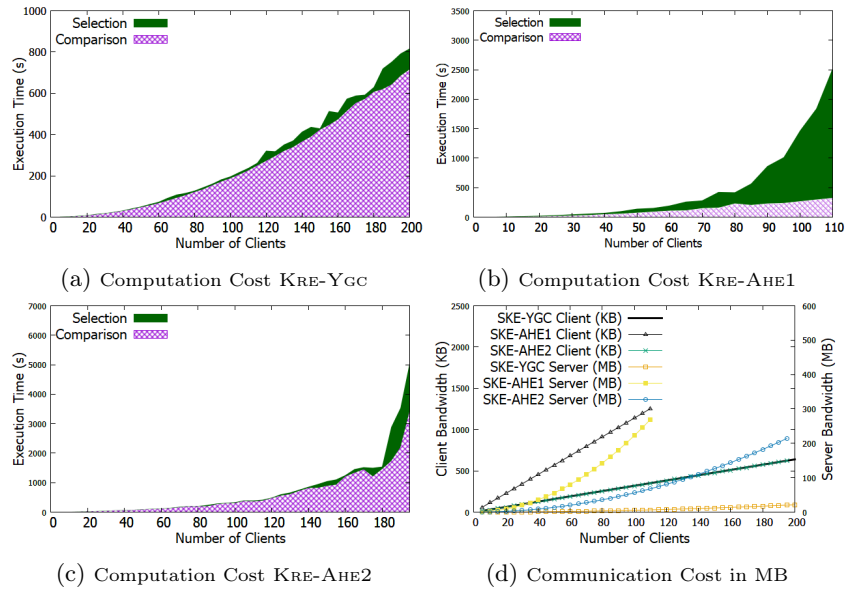 1000
800
600
400
200
0
Execution Time (s)
Selection
Comparison
0 20 40 60 80 100 120 140 160 180 200
Number of Clients
(a) Computation Cost KRE-YGC
3500
3000
2500
2000
1500
1000
500
0
Execution Time (s)
Selection
Comparison
0 10 20 30 40 50 60 70 80 90 100 110
Number of Clients
(b) Computation Cost KRE-AHE1
7000
6000
5000
4000
3000
2000
1000
0
Execution Time (s)
Selection
Comparison
0 20 40 60 80 100 120 140 160 180
Number of Clients
(c) Computation Cost KRE-AHE2
2500
2000
1500
1000
500
0
Client Bandwidth (KB)
SKE-YGC Client (KB)
SKE-AHE1 Client (KB)
SKE-AHE2 Client (KB)
SKE-YGC Server (MB)
SKE-AHE1 Server (MB)
SKE-AHE2 Server (MB)
600
500
400
300
200
100
0
Server Bandwidth (MB)
0 20 40 60 80 100 120 140 160 180 200
Number of Clients
(d) Communication Cost in MB